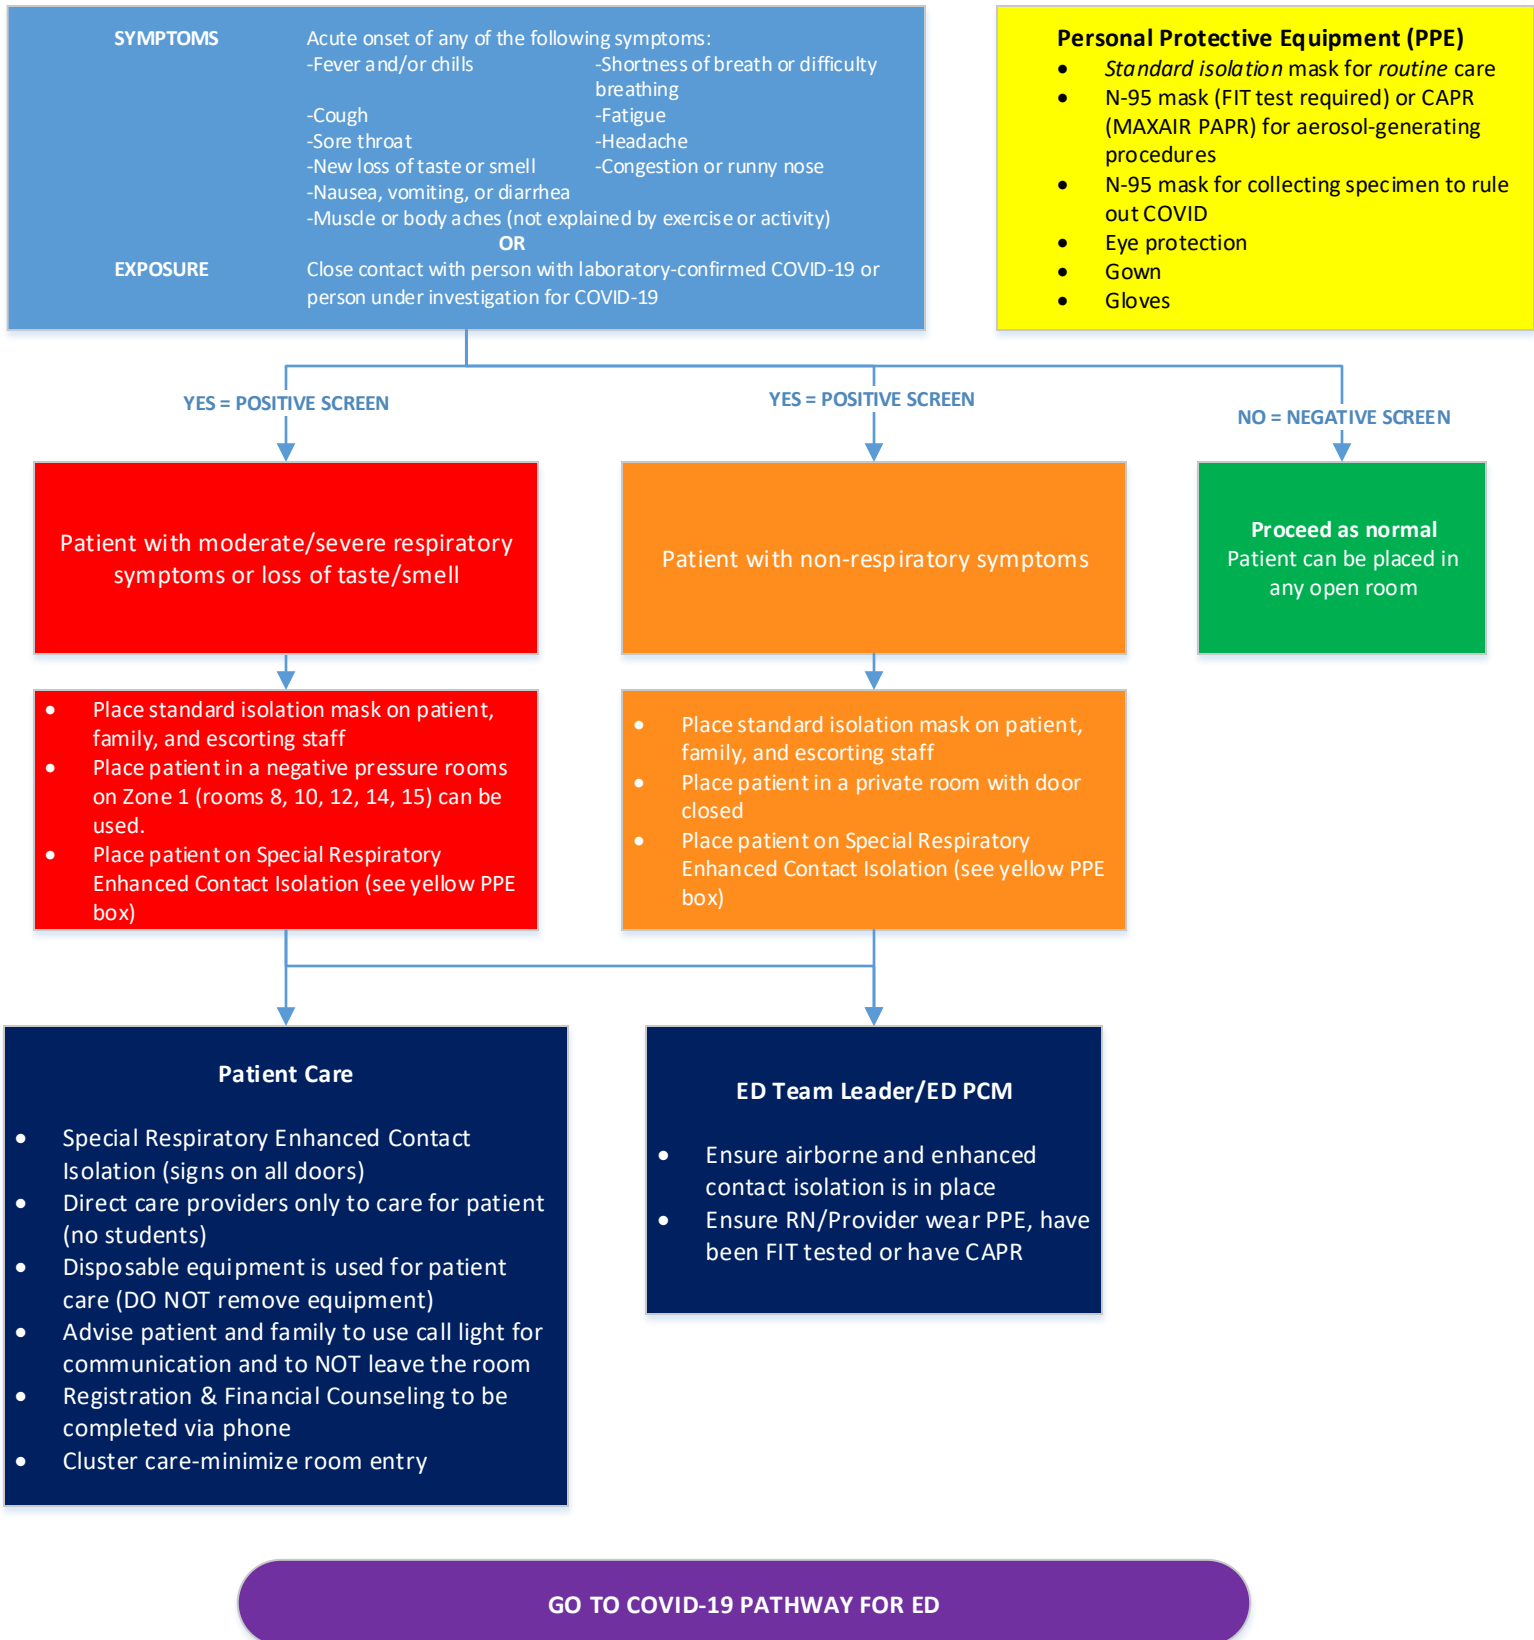 SYMPTOMS Acute onset of any of the following symptoms:
-Fever and/or chills -Shortness of breath or difficulty
breathing
-Cough -Fatigue
-Sore throat -Headache
-New loss of taste or smell -Congestion or runny nose
-Nausea, vomiting, or diarrhea
-Muscle or body aches (not explained by exercise or activity)
OR
EXPOSURE Close contact with person with laboratory-confirmed COVID-19 or
person under investigation for COVID-19
Personal Protective Equipment (PPE)
• Standard isolation mask for routine care
• N-95 mask (FIT test required) or CAPR
(MAXAIR PAPR) for aerosol-generating
procedures
• N-95 mask for collecting specimen to rule
out COVID
• Eye protection
• Gown
• Gloves
YES = POSITIVE SCREEN
YES = POSITIVE SCREEN
NO = NEGATIVE SCREEN
Patient with moderate/severe respiratory
symptoms or loss of taste/smell
Patient with non-respiratory symptoms
Proceed as normal
Patient can be placed in
any open room
• Place standard isolation mask on patient,
family, and escorting staff
• Place patient in a negative pressure rooms
on Zone 1 (rooms 8, 10, 12, 14, 15) can be
used.
• Place patient on Special Respiratory
Enhanced Contact Isolation (see yellow PPE
box)
• Place standard isolation mask on patient,
family, and escorting staff
• Place patient in a private room with door
closed
• Place patient on Special Respiratory
Enhanced Contact Isolation (see yellow PPE
box)
Patient Care
• Special Respiratory Enhanced Contact
Isolation (signs on all doors)
• Direct care providers only to care for patient
(no students)
• Disposable equipment is used for patient
care (DO NOT remove equipment)
• Advise patient and family to use call light for
communication and to NOT leave the room
• Registration & Financial Counseling to be
completed via phone
• Cluster care-minimize room entry
ED Team Leader/ED PCM
• Ensure airborne and enhanced
contact isolation is in place
• Ensure RN/Provider wear PPE, have
been FIT tested or have CAPR
GO TO COVID-19 PATHWAY FOR ED